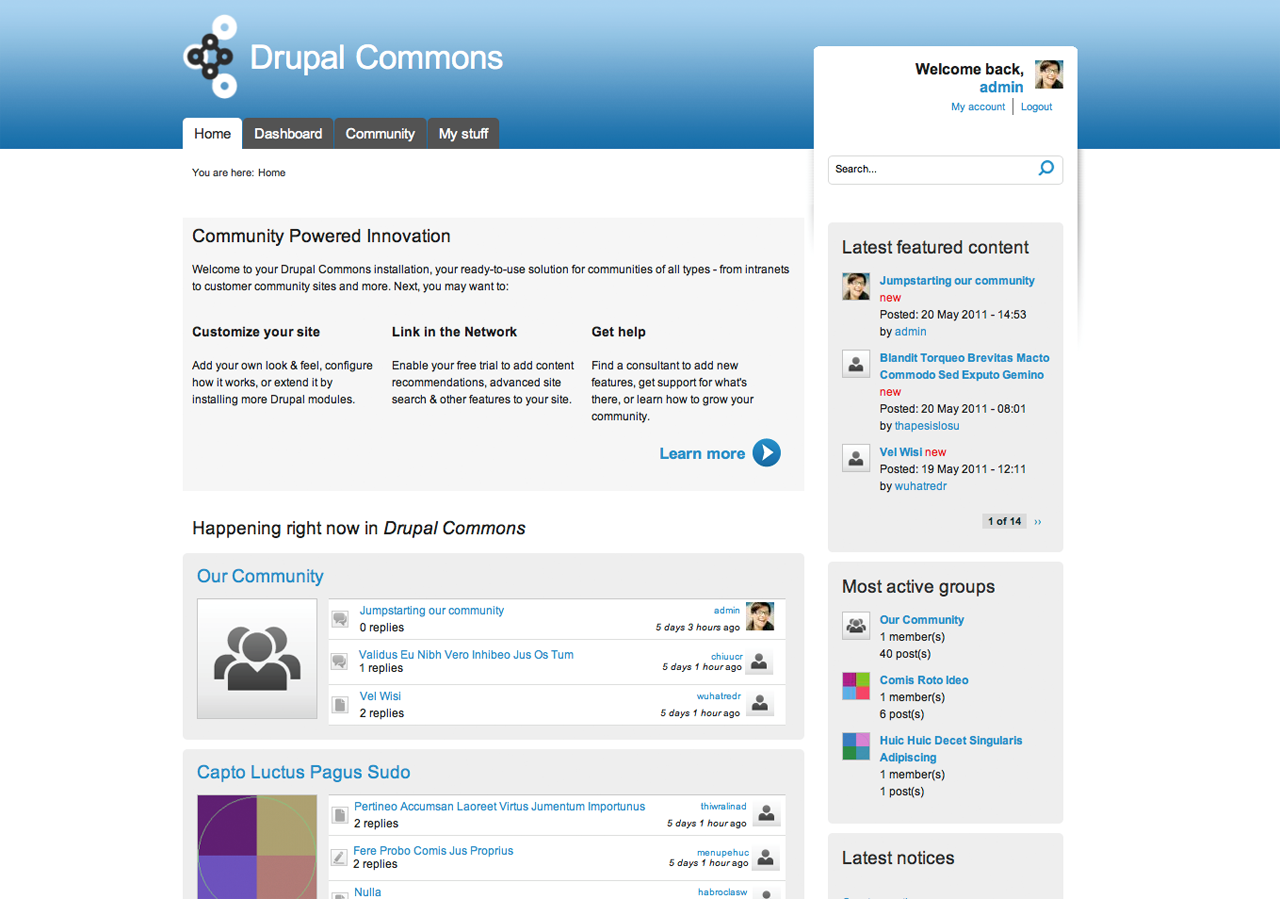 Drupal Commons
Welcome back,
admin
My account Logout
Home Dashboard Community My stuff
You are here: Home
Search...
Community Powered Innovation
Welcome to your Drupal Commons installation, your ready-to-use solution for communities of all types - from intranets
to customer community sites and more. Next, you may want to:
Customize your site
Add your own look & feel, configure
how it works, or extend it by
installing more Drupal modules.
Link in the Network
Enable your free trial to add content
recommendations, advanced site
search & other features to your site.
Get help
Find a consultant to add new
features, get support for what's
there, or learn how to grow your
community.
Learn more
Happening right now in Drupal Commons
Our Community
Jumpstarting our community admin
0 replies 5 days 3 hours ago
Validus Eu Nibh Vero Inhibeo Jus Os Tum chiuucr
1 replies 5 days 1 hour ago
Vel Wisi wuhatredr
2 replies 5 days 1 hour ago
Capto Luctus Pagus Sudo
Pertineo Accumsan Laoreet Virtus Jumentum Importunus thiwralinad
2 replies 5 days 1 hour ago
Fere Probo Comis Jus Proprius menupehuc
2 replies 5 days 1 hour ago
Nulla habroclasw
Latest featured content
Jumpstarting our community
new
Posted: 20 May 2011 - 14:53
by admin
Blandit Torqueo Brevitas Macto
Commodo Sed Exputo Gemino
new
Posted: 20 May 2011 - 08:01
by thapesislosu
Vel Wisi new
Posted: 19 May 2011 - 12:11
by wuhatredr
1 of 14 ››
Most active groups
Our Community
1 member(s)
40 post(s)
Comis Roto Ideo
1 member(s)
6 post(s)
Huic Huic Decet Singularis
Adipiscing
1 member(s)
1 post(s)
Latest notices